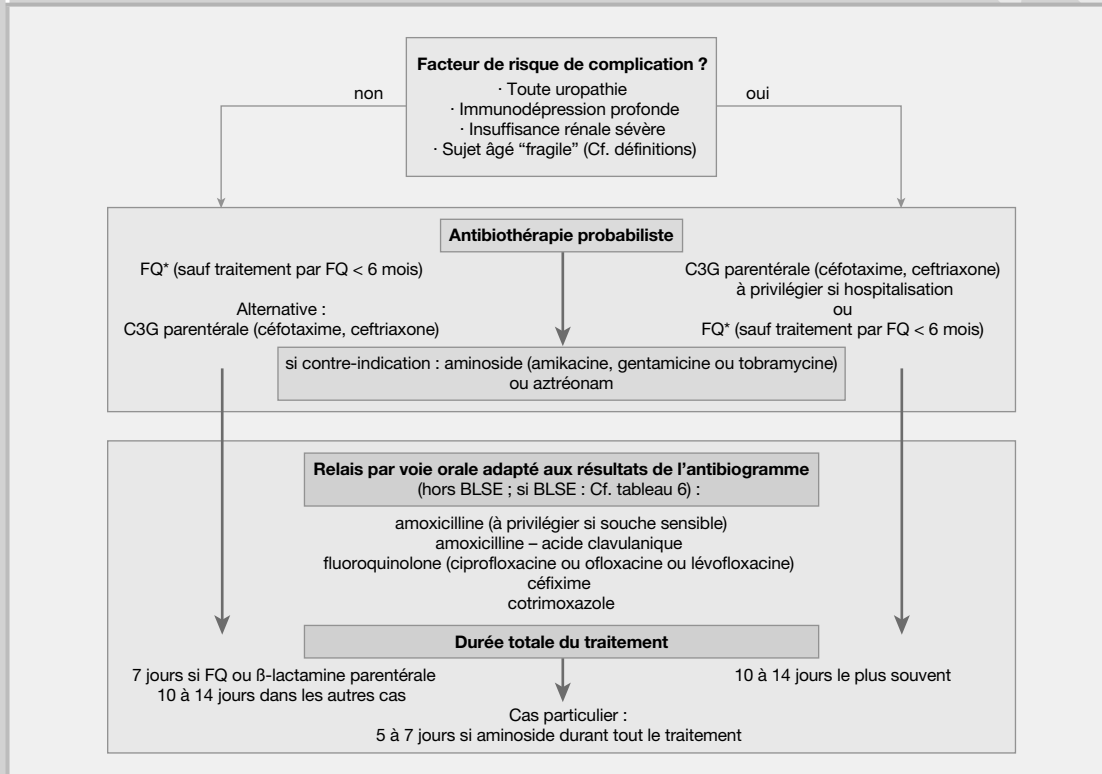 Facteur de risque de complication ?
· Toute uropathie
· Immunodépression profonde
· Insuffisance rénale sévère
· Sujet âgé “fragile” (Cf. définitions)
non
oui
Antibiothérapie probabiliste
FQ* (sauf traitement par FQ < 6 mois)
Alternative :
C3G parentérale (céfotaxime, ceftriaxone)
C3G parentérale (céfotaxime, ceftriaxone)
à privilégier si hospitalisation
ou
FQ* (sauf traitement par FQ < 6 mois)
si contre-indication : aminoside (amikacine, gentamicine ou tobramycine)
ou aztréonam
Relais par voie orale adapté aux résultats de l’antibiogramme
(hors BLSE ; si BLSE : Cf. tableau 6) :
amoxicilline (à privilégier si souche sensible)
amoxicilline – acide clavulanique
fluoroquinolone (ciprofloxacine ou ofloxacine ou lévofloxacine)
céfixime
cotrimoxazole
Durée totale du traitement
7 jours si FQ ou ß-lactamine parentérale
10 à 14 jours dans les autres cas
10 à 14 jours le plus souvent
Cas particulier :
5 à 7 jours si aminoside durant tout le traitement